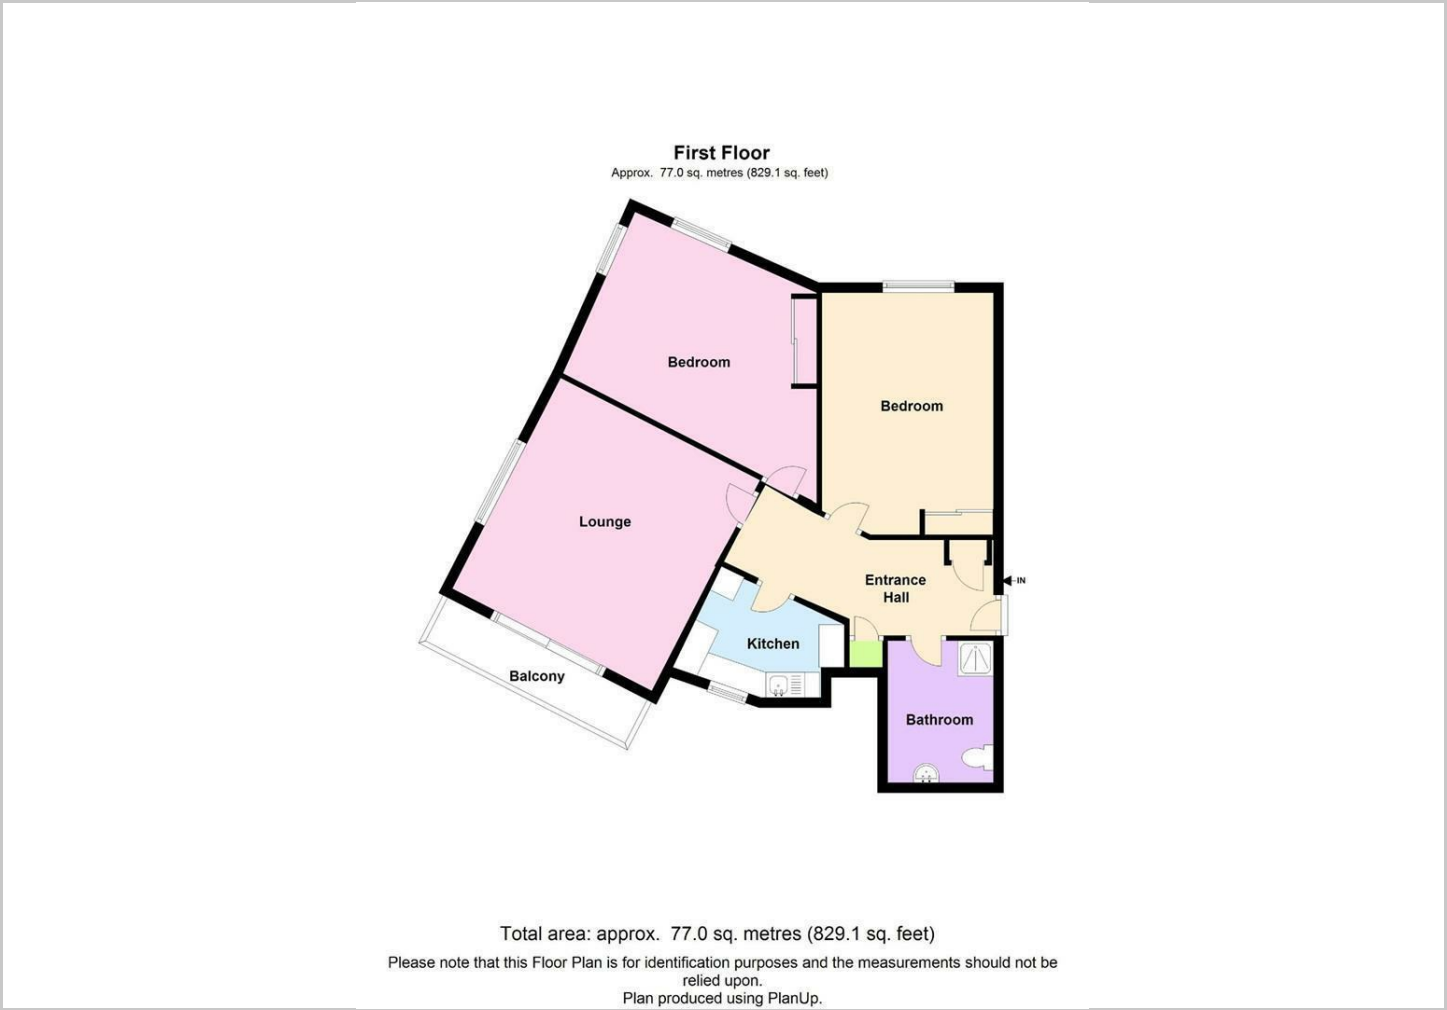 First Floor
Approx. 77.0 sq. metres (829.1 sq. feet)
Bedroom
Bedroom
Lounge
Entrance
Hall
IN
Kitchen
Balcony
Bathroom
Total area: approx. 77.0 sq. metres (829.1 sq. feet)
Please note that this Floor Plan is for identification purposes and the measurements should not be
relied upon.
Plan produced using PlanUp.